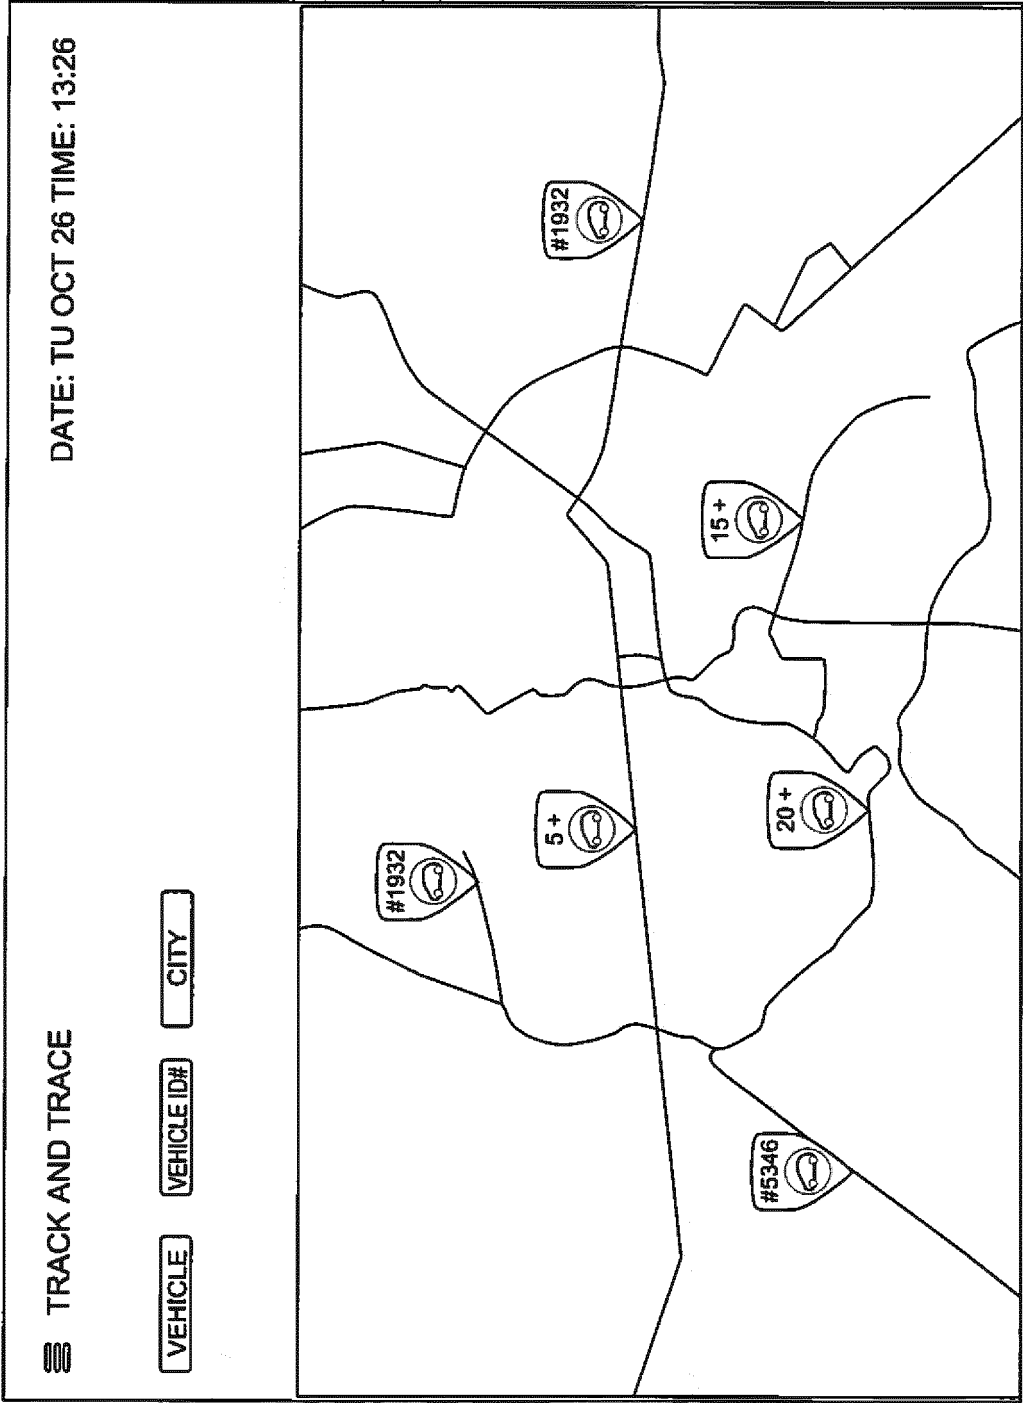 TRACK AND TRACE
DATE: TU OCT 26 TIME: 13:26
VEHICLE
VEHICLE ID#
CITY
#1932
5 +
#1932
15 +
20 +
#5346